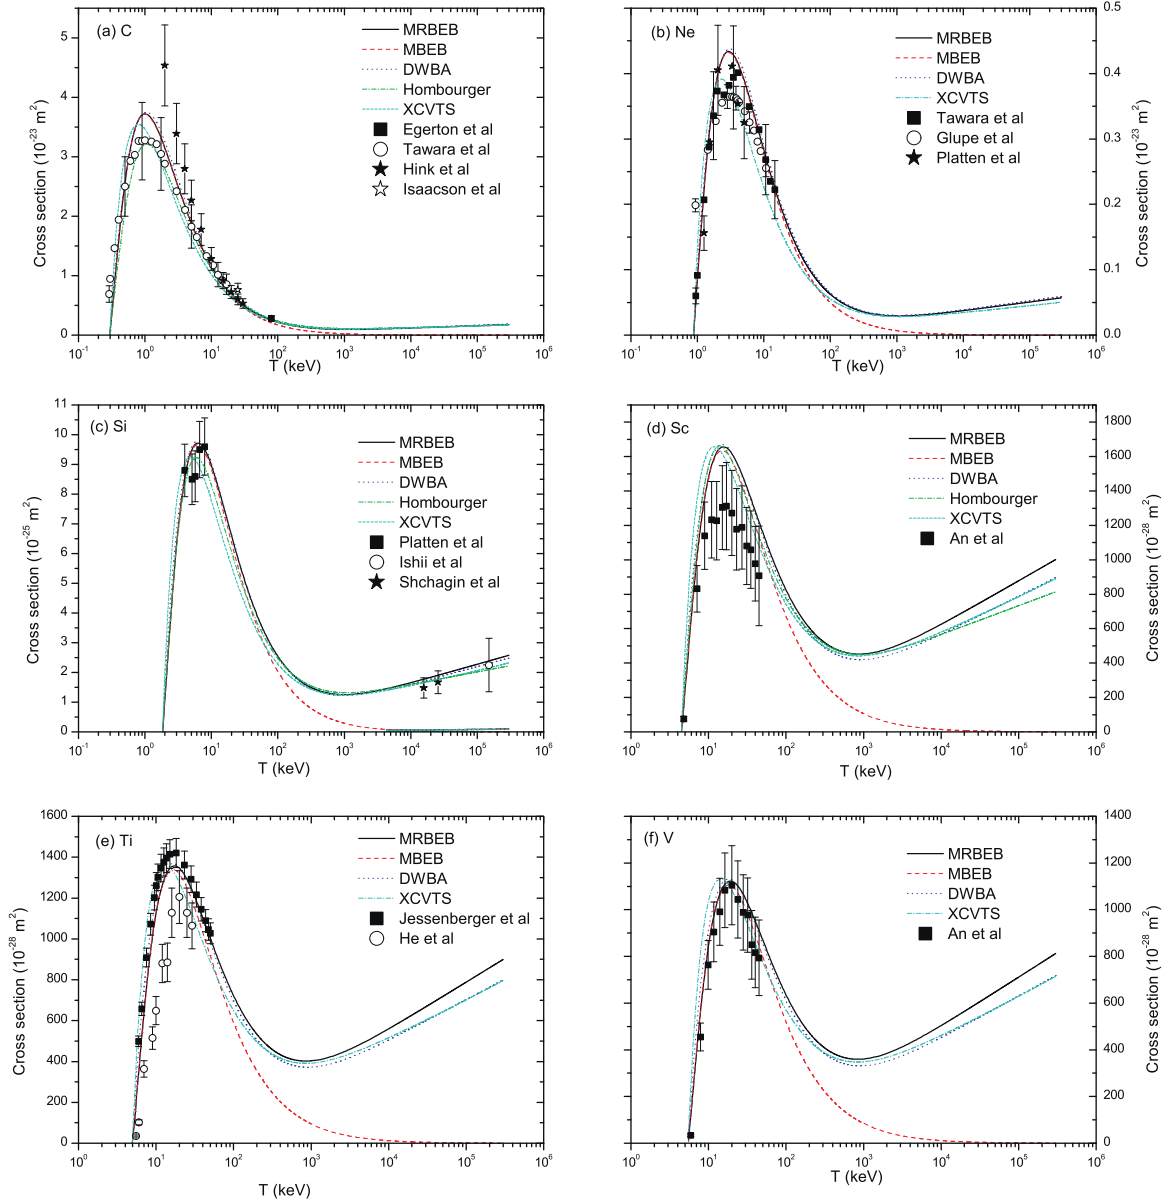 (a) C
MRBEB
MBEB
DWBA
Hombourger
XCVTS
Egerton et al
Tawara et al
Hink et al
Isaacson et al
Cross section (10⁻²³ m²)
5
4
3
2
1
0
10⁻¹ 10⁰ 10¹ 10² 10³ 10⁴ 10⁵ 10⁶
T (keV)
(b) Ne
MRBEB
MBEB
DWBA
XCVTS
Tawara et al
Glupe et al
Platten et al
0.5
0.4
0.3
0.2
0.1
0.0
Cross section (10⁻²³ m²)
10⁻¹ 10⁰ 10¹ 10² 10³ 10⁴ 10⁵ 10⁶
T (keV)
(c) Si
MRBEB
MBEB
DWBA
Hombourger
XCVTS
Platten et al
Ishii et al
Shchagin et al
Cross section (10⁻²⁵ m²)
11
10
9
8
7
6
5
4
3
2
1
0
10⁻¹ 10⁰ 10¹ 10² 10³ 10⁴ 10⁵ 10⁶
T (keV)
(d) Sc
MRBEB
MBEB
DWBA
Hombourger
XCVTS
An et al
1800
1600
1400
1200
1000
800
600
400
200
0
Cross section (10⁻²⁸ m²)
10⁰ 10¹ 10² 10³ 10⁴ 10⁵ 10⁶
T (keV)
(e) Ti
MRBEB
MBEB
DWBA
XCVTS
Jessenberger et al
He et al
Cross section (10⁻²⁸ m²)
1600
1400
1200
1000
800
600
400
200
0
10⁰ 10¹ 10² 10³ 10⁴ 10⁵ 10⁶
T (keV)
(f) V
MRBEB
MBEB
DWBA
XCVTS
An et al
1400
1200
1000
800
600
400
200
0
Cross section (10⁻²⁸ m²)
10⁰ 10¹ 10² 10³ 10⁴ 10⁵ 10⁶
T (keV)